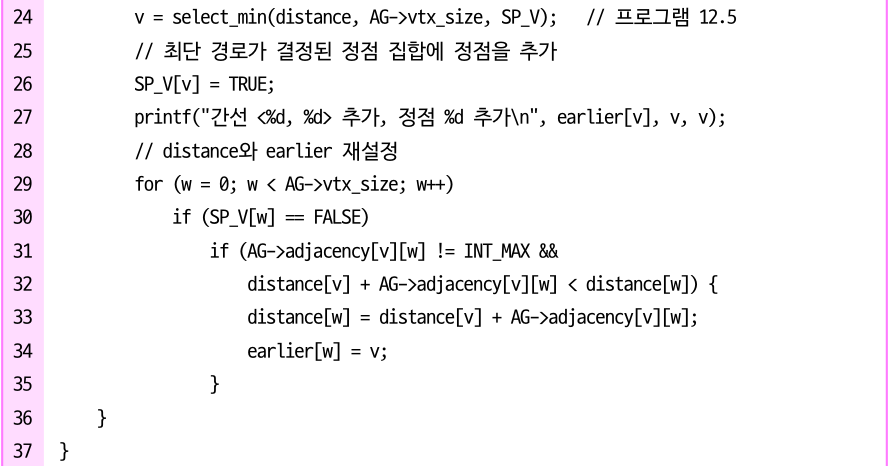 24 v = select_min(distance, AG->vtx_size, SP_V); // 프로그램 12.5
25 // 최단 경로가 결정된 정점 집합에 정점을 추가
26 SP_V[v] = TRUE;
27 printf("간선 <%d, %d> 추가, 정점 %d 추가\n", earlier[v], v, v);
28 // distance와 earlier 재설정
29 for (w = 0; w < AG->vtx_size; w++)
30 if (SP_V[w] == FALSE)
31 if (AG->adjacency[v][w] != INT_MAX &&
32 distance[v] + AG->adjacency[v][w] < distance[w]) {
33 distance[w] = distance[v] + AG->adjacency[v][w];
34 earlier[w] = v;
35 }
36 }
37 }